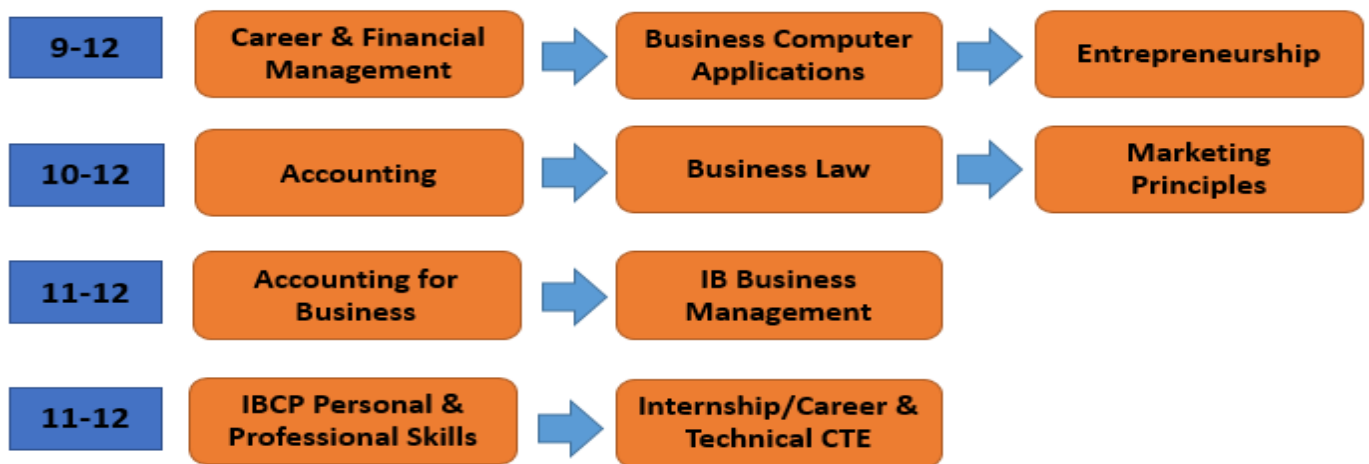 9-12
Career & Financial
Management
Business Computer
Applications
Entrepreneurship
10-12
Accounting
Business Law
Marketing
Principles
11-12
Accounting for
Business
IB Business
Management
11-12
IBCP Personal &
Professional Skills
Internship/Career &
Technical CTE